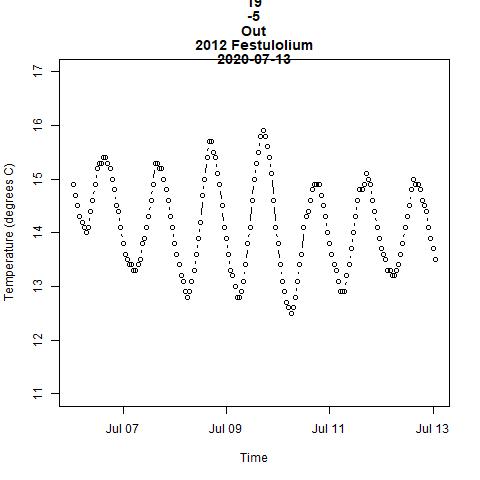 19
-5
Out
2012 Festulolium
2020-07-13
17
16
15
14
13
12
11
Temperature (degrees C)
Jul 07
Jul 09
Jul 11
Jul 13
Time